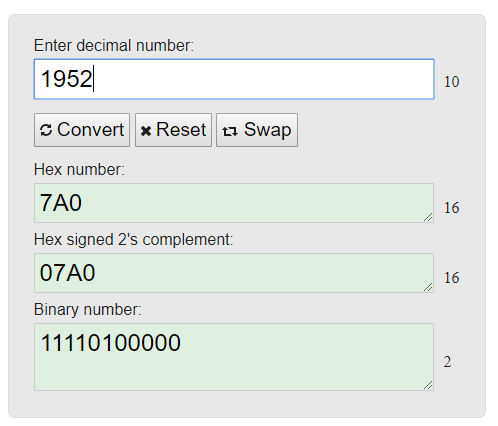 Enter decimal number:
1952
10
Convert Reset Swap
Hex number:
7A0
16
Hex signed 2's complement:
07A0
16
Binary number:
11110100000
2